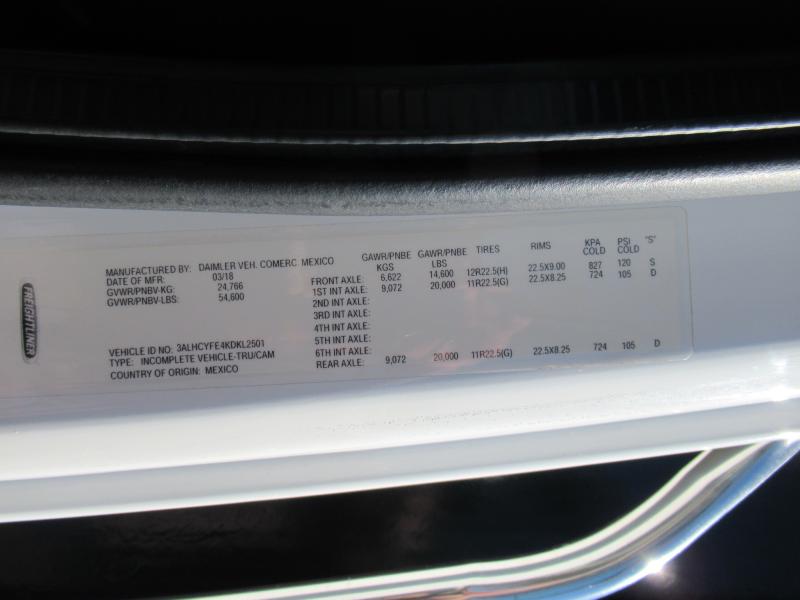 FREIGHTLINER
MANUFACTURED BY: DAIMLER VEH. COMERC MEXICO
DATE OF MFR: 03/18
GVWR/PNBV-KG: 24,766
GVWR/PNBV-LBS: 54,600
VEHICLE ID NO: 3ALHCYFE4KDKL2501
TYPE: INCOMPLETE VEHICLE-TRU/CAM
COUNTRY OF ORIGIN: MEXICO
GAWR/PNBE GAWR/PNBE TIRES RIMS KPA PSI "S"
KGS LBS COLD COLD
FRONT AXLE: 6,622 14,600 12R22.5(H) 22.5X9.00 827 120 S
1ST INT AXLE: 9,072 20,000 11R22.5(G) 22.5X8.25 724 105 D
2ND INT AXLE:
3RD INT AXLE:
4TH INT AXLE:
5TH INT AXLE:
6TH INT AXLE:
REAR AXLE: 9,072 20,000 11R22.5(G) 22.5X8.25 724 105 D